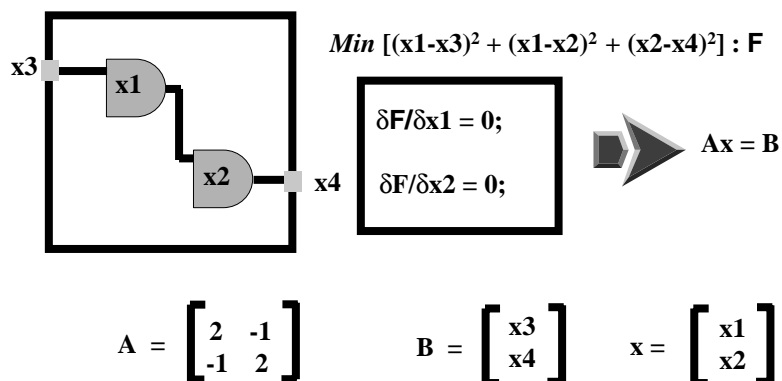 Min [(x1-x3)² + (x1-x2)² + (x2-x4)²] : F
x3
x1
x2
x4
δF/δx1 = 0;
δF/δx2 = 0;
Ax = B
A = [ 2 -1
-1 2 ]
B = [ x3
x4 ]
x = [ x1
x2 ]